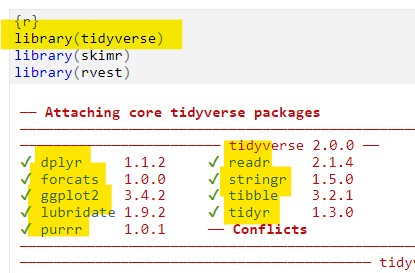 {r}
library(tidyverse)
library(skimr)
library(rvest)
── Attaching core tidyverse packages
──────────────────────────────
─────────────── tidyverse 2.0.0 ──
✔ dplyr 1.1.2 ✔ readr 2.1.4
✔ forcats 1.0.0 ✔ stringr 1.5.0
✔ ggplot2 3.4.2 ✔ tibble 3.2.1
✔ lubridate 1.9.2 ✔ tidyr 1.3.0
✔ purrr 1.0.1 ── Conflicts
──────────────────────────────
───────────────────────── tidy